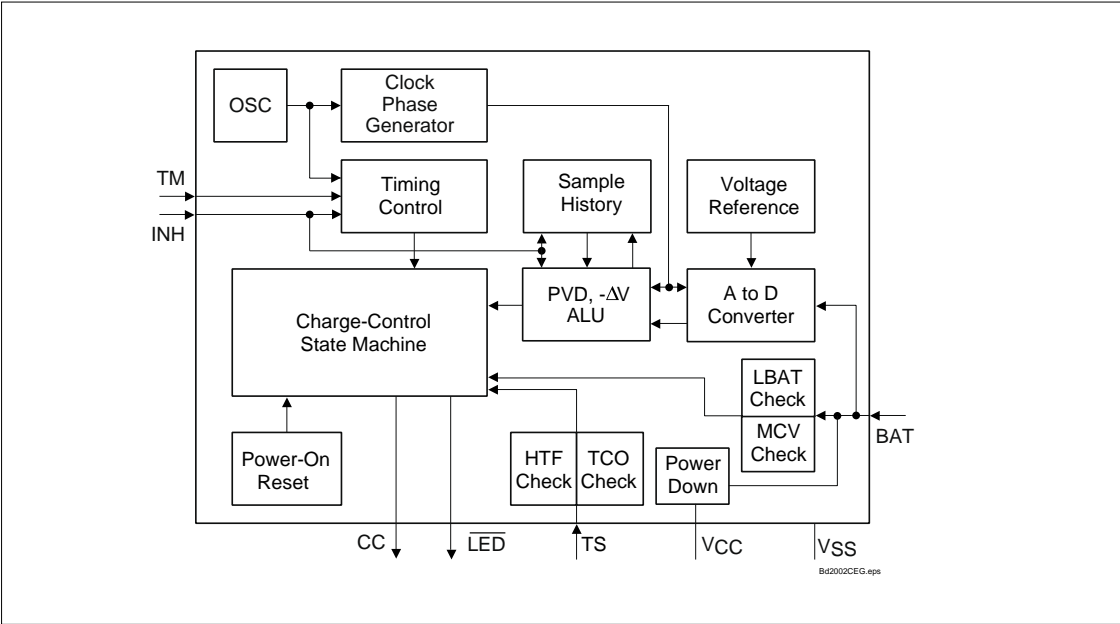 OSC
Clock
Phase
Generator
TM
INH
Timing
Control
Sample
History
Voltage
Reference
Charge-Control
State Machine
PVD, -ΔV
ALU
A to D
Converter
LBAT
Check
MCV
Check
BAT
Power-On
Reset
HTF
Check
TCO
Check
Power
Down
CC
LED
TS
VCC
VSS
Bd2002CEG.eps